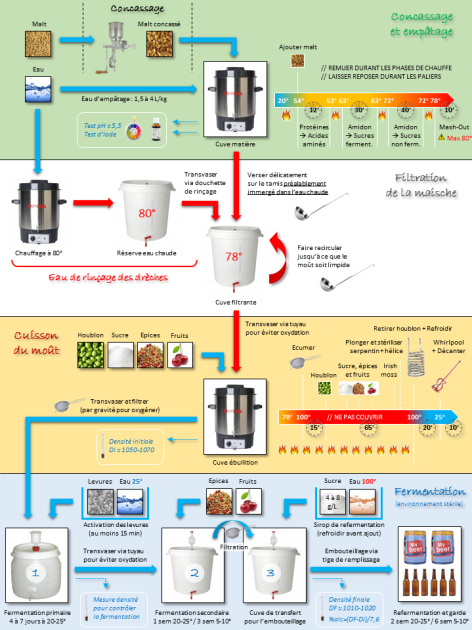 Concassage
Malt
Malt concassé
Concassage
et empâtage
Ajouter malt
Eau
// REMUER DURANT LES PHASES DE CHAUFFE
// LAISSER REPOSER DURANT LES PALIERS
Eau d'empâtage : 1,5 à 4L/kg
20° 54° 52° 63° 63° 72° 72° 78°
12' 30' 40' 10'
Test pH ≤ 5,5
Test d'iode
Protéines
→ Acides
aminés
Amidon
→ Sucres
ferment.
Amidon
→ Sucres
non ferm.
Mash-Out
Max 80°
Cuve matière
Transvaser
via douchette
de rinçage
Verser délicatement
sur le tamis préalablement
immergé dans l'eau chaude
Filtration
de la maische
80°
78°
Chauffage à 80°
Réserve eau chaude
Faire recirculer
jusqu'à ce que le
moût soit limpide
Eau de rinçage des drêches
Cuve filtrante
Cuisson
du moût
Houblon Sucre Epices Fruits
Transvaser via tuyau
pour éviter oxydation
Retirer houblon + Refroidir
Ecumer
Plonger et stériliser
serpentin + hélice
Whirlpool
+ Décanter
Houblon
Sucre, épices
et fruits
Irish
moss
Transvaser et filtrer
(par gravité pour oxygéner)
78° 100° // NE PAS COUVRIR 100° 25°
15' 65' 20' 10'
Densité initiale
DI = 1050-1070
Cuve ébullition
Levures Eau 25°
Epices Fruits
Sucre Eau 100°
Fermentation
(environnement stérile)
4 à 8
g/L
Activation des levures
(au moins 15 min)
Sirop de refermentation
(refroidir avant ajout)
Filtration
Transvaser via tuyau
pour éviter oxydation
Embouteillage via
tige de remplissage
My
beer
My
beer
1
2
3
Mesure densité
pour contrôler
la fermentation
Densité finale
DF = 1010-1020
%alc=(DF-DI)/7,6
Fermentation primaire
4 à 7 jours à 20-25°
Fermentation secondaire
1 sem 20-25° / 3 sem 5-10°
Cuve de transfert
pour l'embouteillage
Refermentation et garde
2 sem 20-25° / 6 sem 5-10°